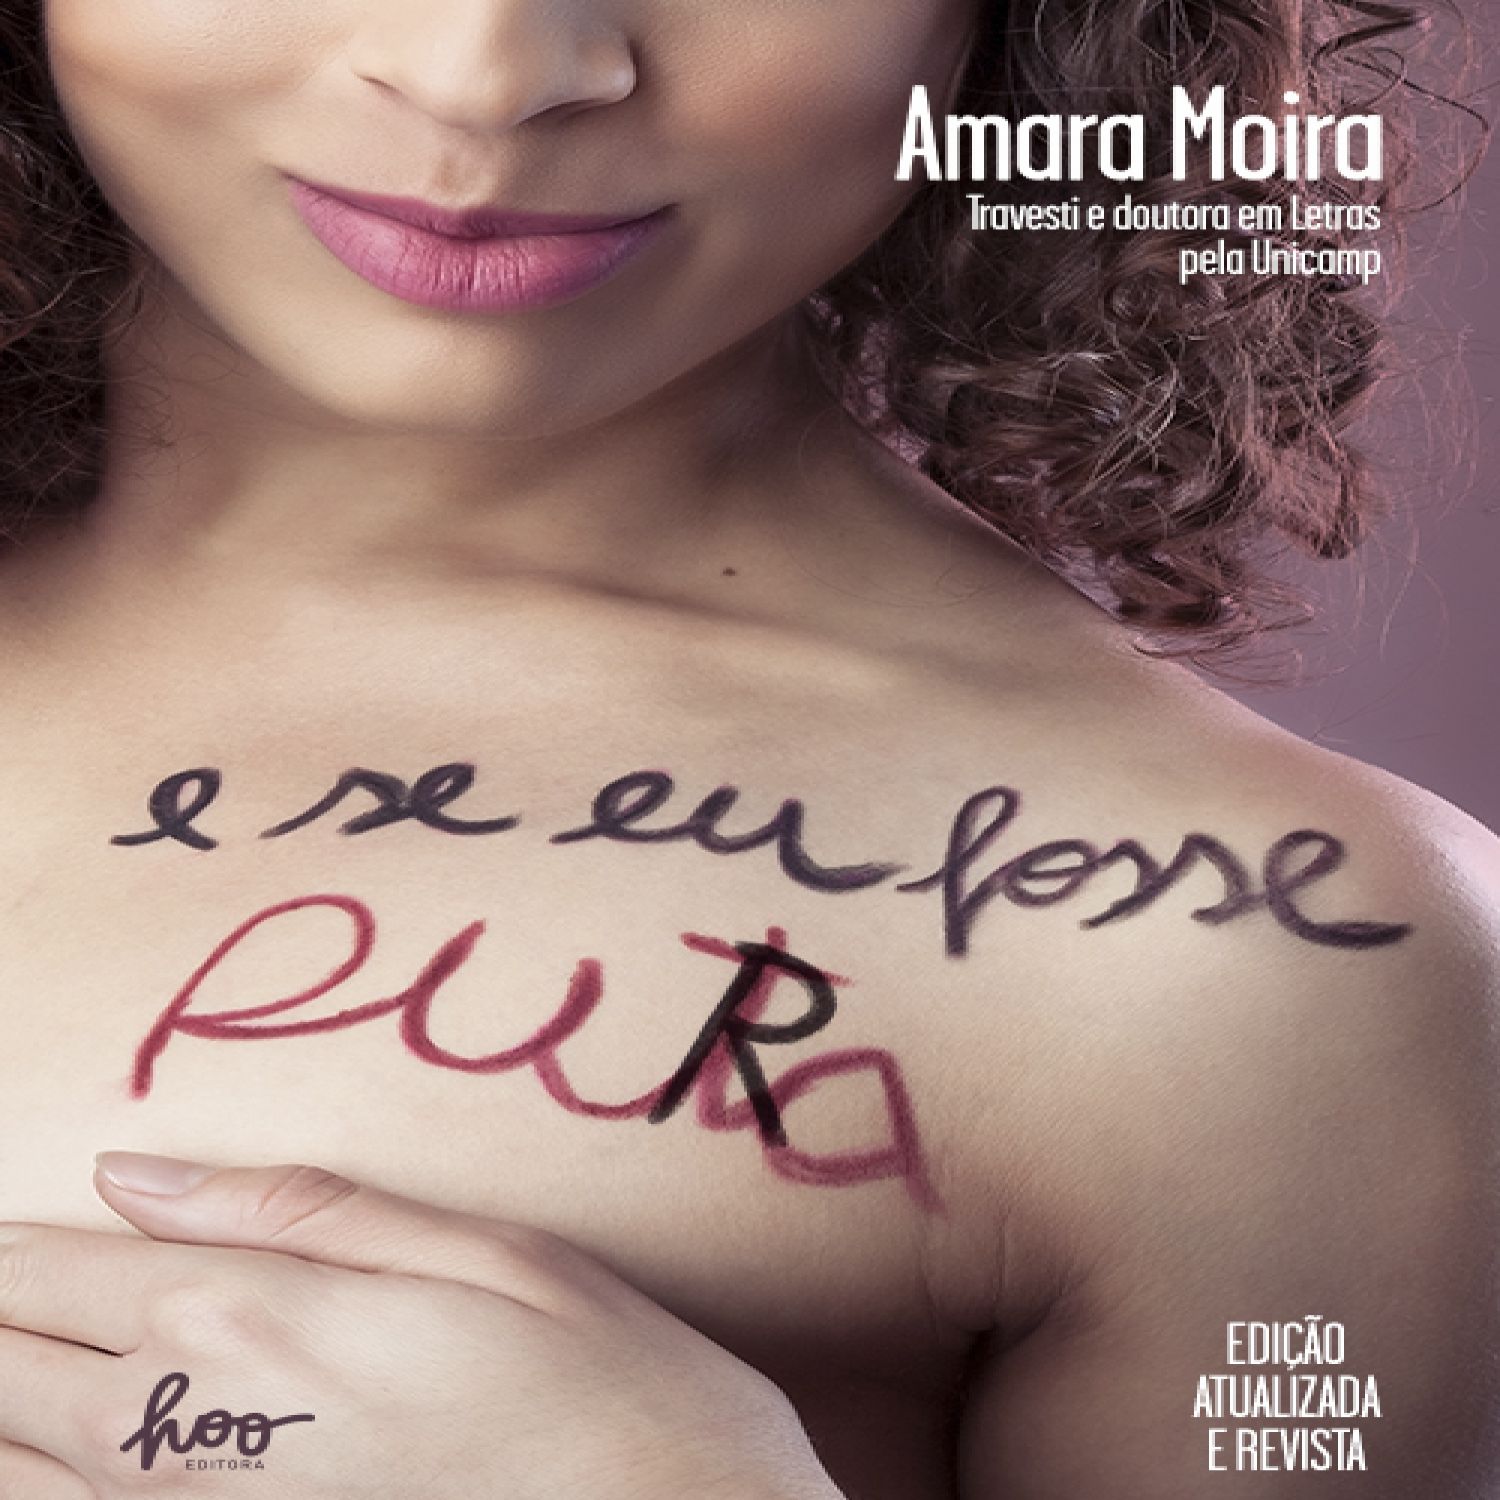 Amara Moira
Travesti e doutora em Letras
pela Unicamp
e se eu fosse
puRa
EDIÇÃO
ATUALIZADA
E REVISTA
hoo
EDITORA